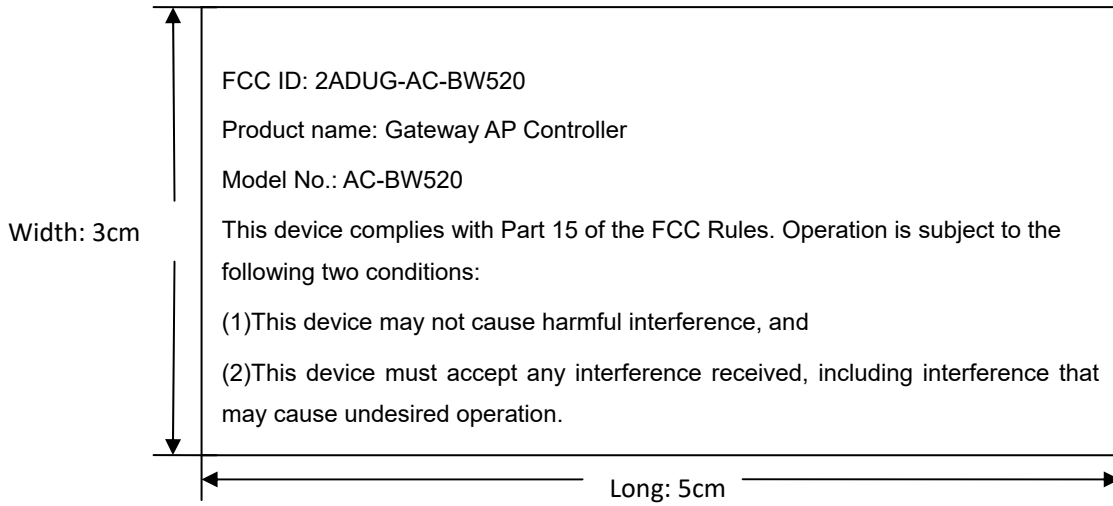 FCC ID: 2ADUG-AC-BW520
Product name: Gateway AP Controller
Model No.: AC-BW520
Width: 3cm
This device complies with Part 15 of the FCC Rules. Operation is subject to the
following two conditions:
(1)This device may not cause harmful interference, and
(2)This device must accept any interference received, including interference that
may cause undesired operation.
Long: 5cm